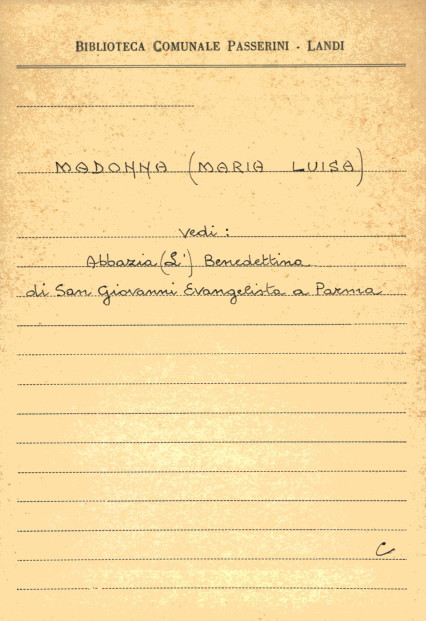 BIBLIOTECA COMUNALE PASSERINI - LANDI
MADONNA (MARIA LUISA)
Vedi:
Abbazia (L') Benedettina
di San Giovanni Evangelista a Parma
C